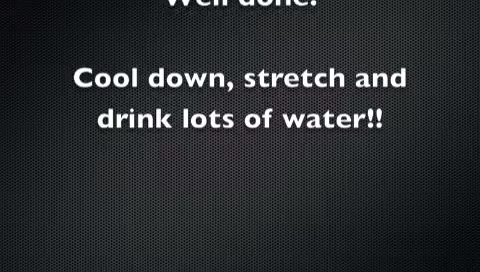 Well done!
Cool down, stretch and
drink lots of water!!